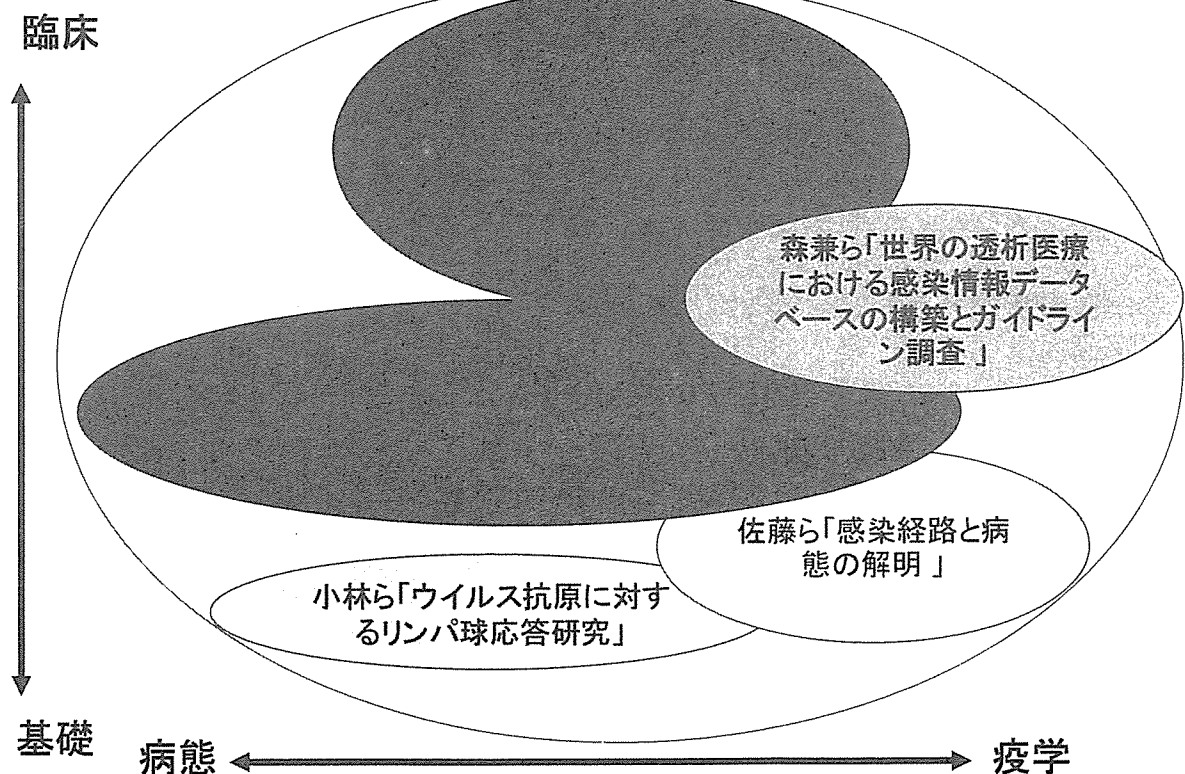 臨床
森兼ら「世界の透析医療
における感染情報データ
ベースの構築とガイドライ
ン調査 」
佐藤ら「感染経路と病
態の解明 」
小林ら「ウイルス抗原に対す
るリンパ球応答研究」
基礎
病態
疫学